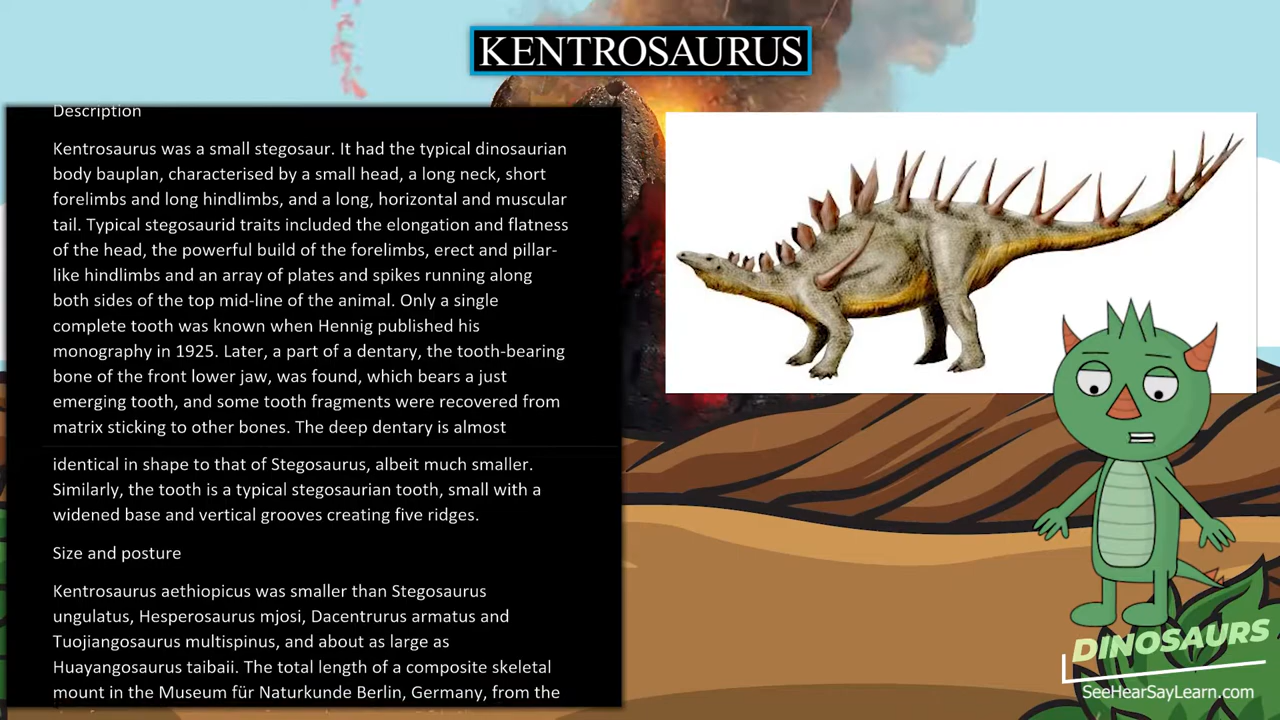 KENTROSAURUS
Description
Kentrosaurus was a small stegosaur. It had the typical dinosaurian
body bauplan, characterised by a small head, a long neck, short
forelimbs and long hindlimbs, and a long, horizontal and muscular
tail. Typical stegosaurid traits included the elongation and flatness
of the head, the powerful build of the forelimbs, erect and pillar-
like hindlimbs and an array of plates and spikes running along
both sides of the top mid-line of the animal. Only a single
complete tooth was known when Hennig published his
monography in 1925. Later, a part of a dentary, the tooth-bearing
bone of the front lower jaw, was found, which bears a just
emerging tooth, and some tooth fragments were recovered from
matrix sticking to other bones. The deep dentary is almost
identical in shape to that of Stegosaurus, albeit much smaller.
Similarly, the tooth is a typical stegosaurian tooth, small with a
widened base and vertical grooves creating five ridges.
Size and posture
Kentrosaurus aethiopicus was smaller than Stegosaurus
ungulatus, Hesperosaurus mjosi, Dacentrurus armatus and
Tuojiangosaurus multispinus, and about as large as
Huayangosaurus taibaii. The total length of a composite skeletal
mount in the Museum für Naturkunde Berlin, Germany, from the
DINOSAURS
SeeHearSayLearn.com